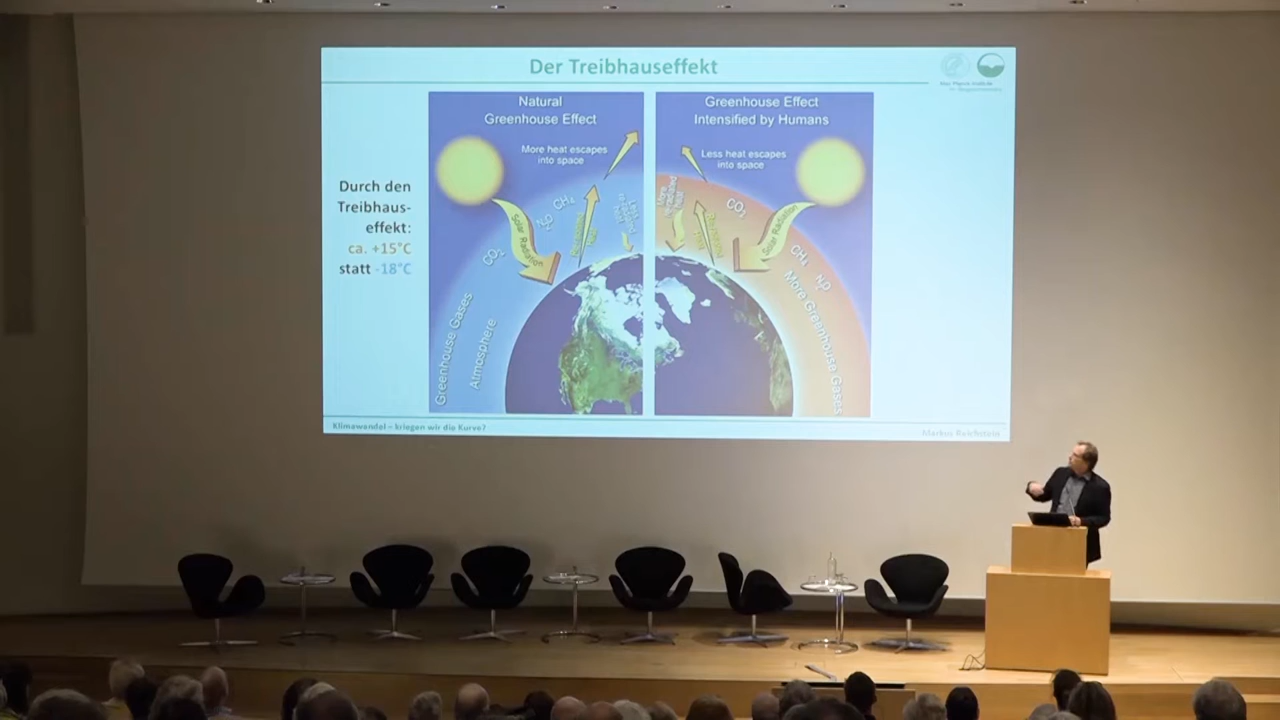 Der Treibhauseffekt
Durch den
Treibhaus-
effekt:
ca. +15°C
statt -18°C
Natural
Greenhouse Effect
More heat escapes
into space
Solar Radiation
CO2
N2O
CH4
Greenhouse Gases
Atmosphere
Greenhouse Effect
Intensified by Humans
Less heat escapes
into space
CO2
Solar Radiation
CH4
N2O
More Greenhouse Gases
Klimawandel – kriegen wir die Kurve?
Markus Reichstein